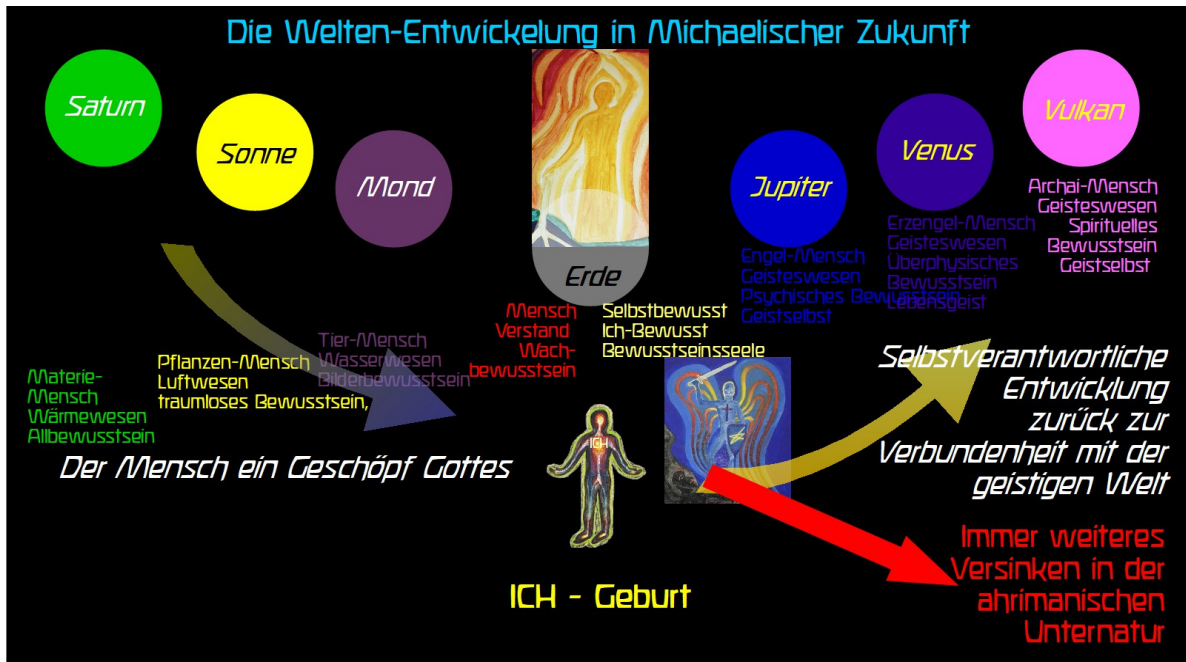 Die Welten-Entwickelung in Michaelischer Zukunft
Saturn
Sonne
Mond
Erde
Jupiter
Venus
Vulkan
Materie-
Mensch
Wärmewesen
Allbewusstsein
Pflanzen-Mensch
Luftwesen
traumloses Bewusstsein,
Tier-Mensch
Wasserwesen
Bilderbewusstsein
Mensch
Verstand
Wach-
bewusstsein
Selbstbewusst
Ich-Bewusst
Bewusstseinsseele
Engel-Mensch
Geisteswesen
Psychisches Bewusstsein
Geistselbst
Erzengel-Mensch
Geisteswesen
Überphysisches
Bewusstsein
Lebensgeist
Archai-Mensch
Geisteswesen
Spirituelles
Bewusstsein
Geistselbst
Der Mensch ein Geschöpf Gottes
ICH
Selbstverantwortliche
Entwicklung
zurück zur
Verbundenheit mit der
geistigen Welt
ICH - Geburt
Immer weiteres
Versinken in der
ahrimanischen
Unternatur